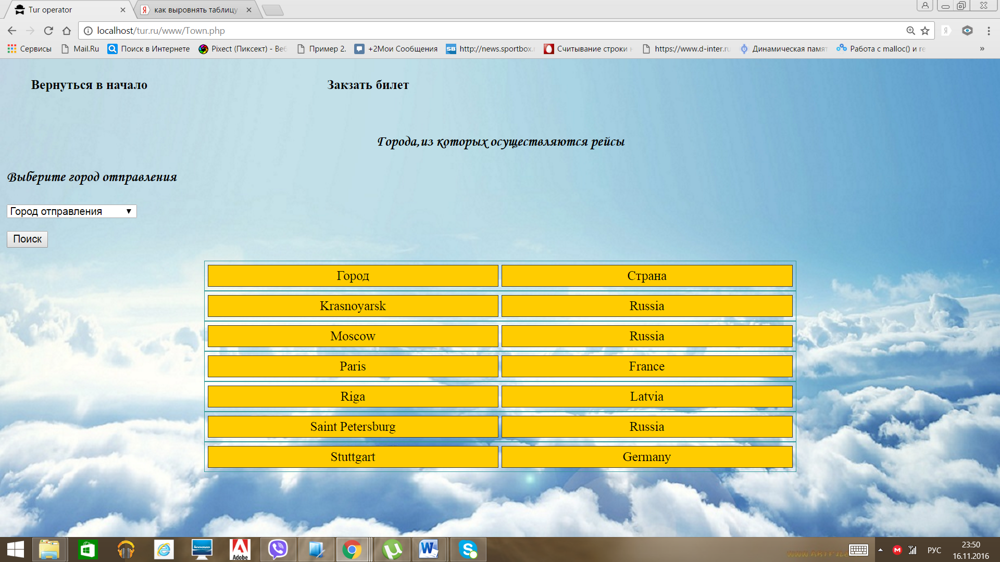 Tur operator
как выровнять таблицу
localhost/tur.ru/www/Town.php
Сервисы
Mail.Ru
Поиск в Интернете
Pixect (Пиксект) - Веб
Пример 2.
+2Мои Сообщения
http://news.sportbox.r
Считывание строки н
https://www.d-inter.ru
Динамическая памят
Работа с malloc() и re
»
Вернуться в начало
Закзать билет
Города,из которых осуществляются рейсы
Выберите город отправления
Город отправления
Поиск
Город Страна
Krasnoyarsk Russia
Moscow Russia
Paris France
Riga Latvia
Saint Petersburg Russia
Stuttgart Germany
lenovo
Adobe
РУС
23:50
16.11.2016